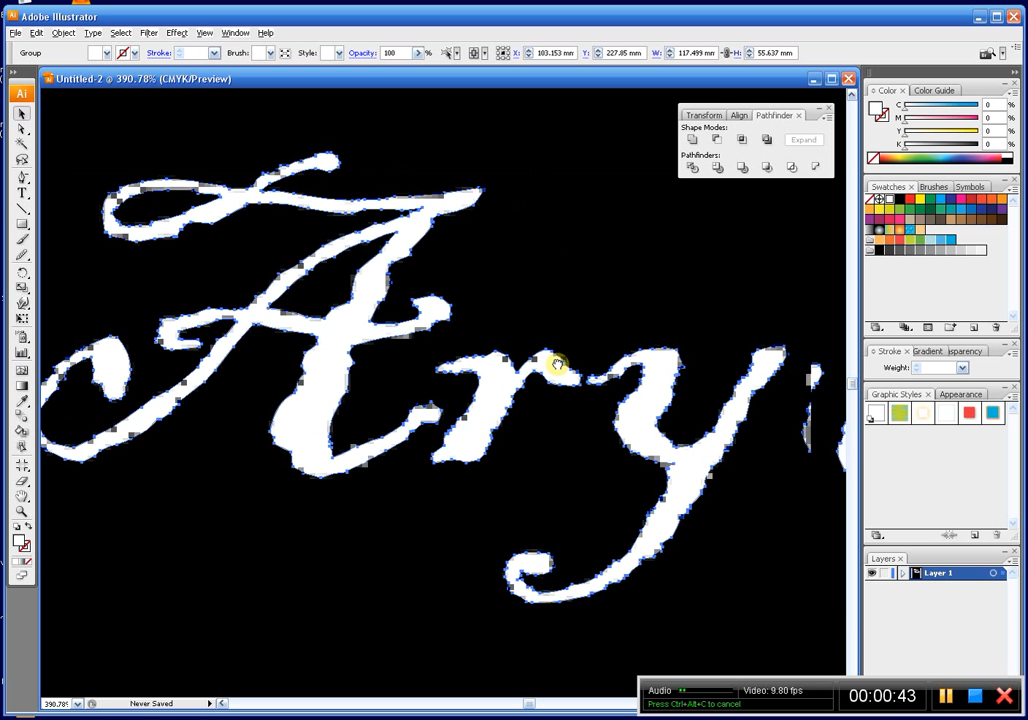 Adobe Illustrator
File Edit Object Type Select Filter Effect View Window Help
Group Stroke: Brush: Style: Opacity: 100 % X: 103.153 mm Y: 227.85 mm W: 117.499 mm H: 55.637 mm
Untitled-2 @ 390.78% (CMYK/Preview)
Ai
Transform Align Pathfinder ×
Shape Modes:
Expand
Pathfinders:
Color × Color Guide
C 0 %
M 0 %
Y 0 %
K 0 %
Swatches × Brushes Symbols
Stroke × Gradient
Weight:
Graphic Styles × Appearance
Layers ×
Layer 1
Ary
390.78% Never Saved
Audio Video: 9.80 fps
Press Ctrl+Alt+C to cancel
00:00:43